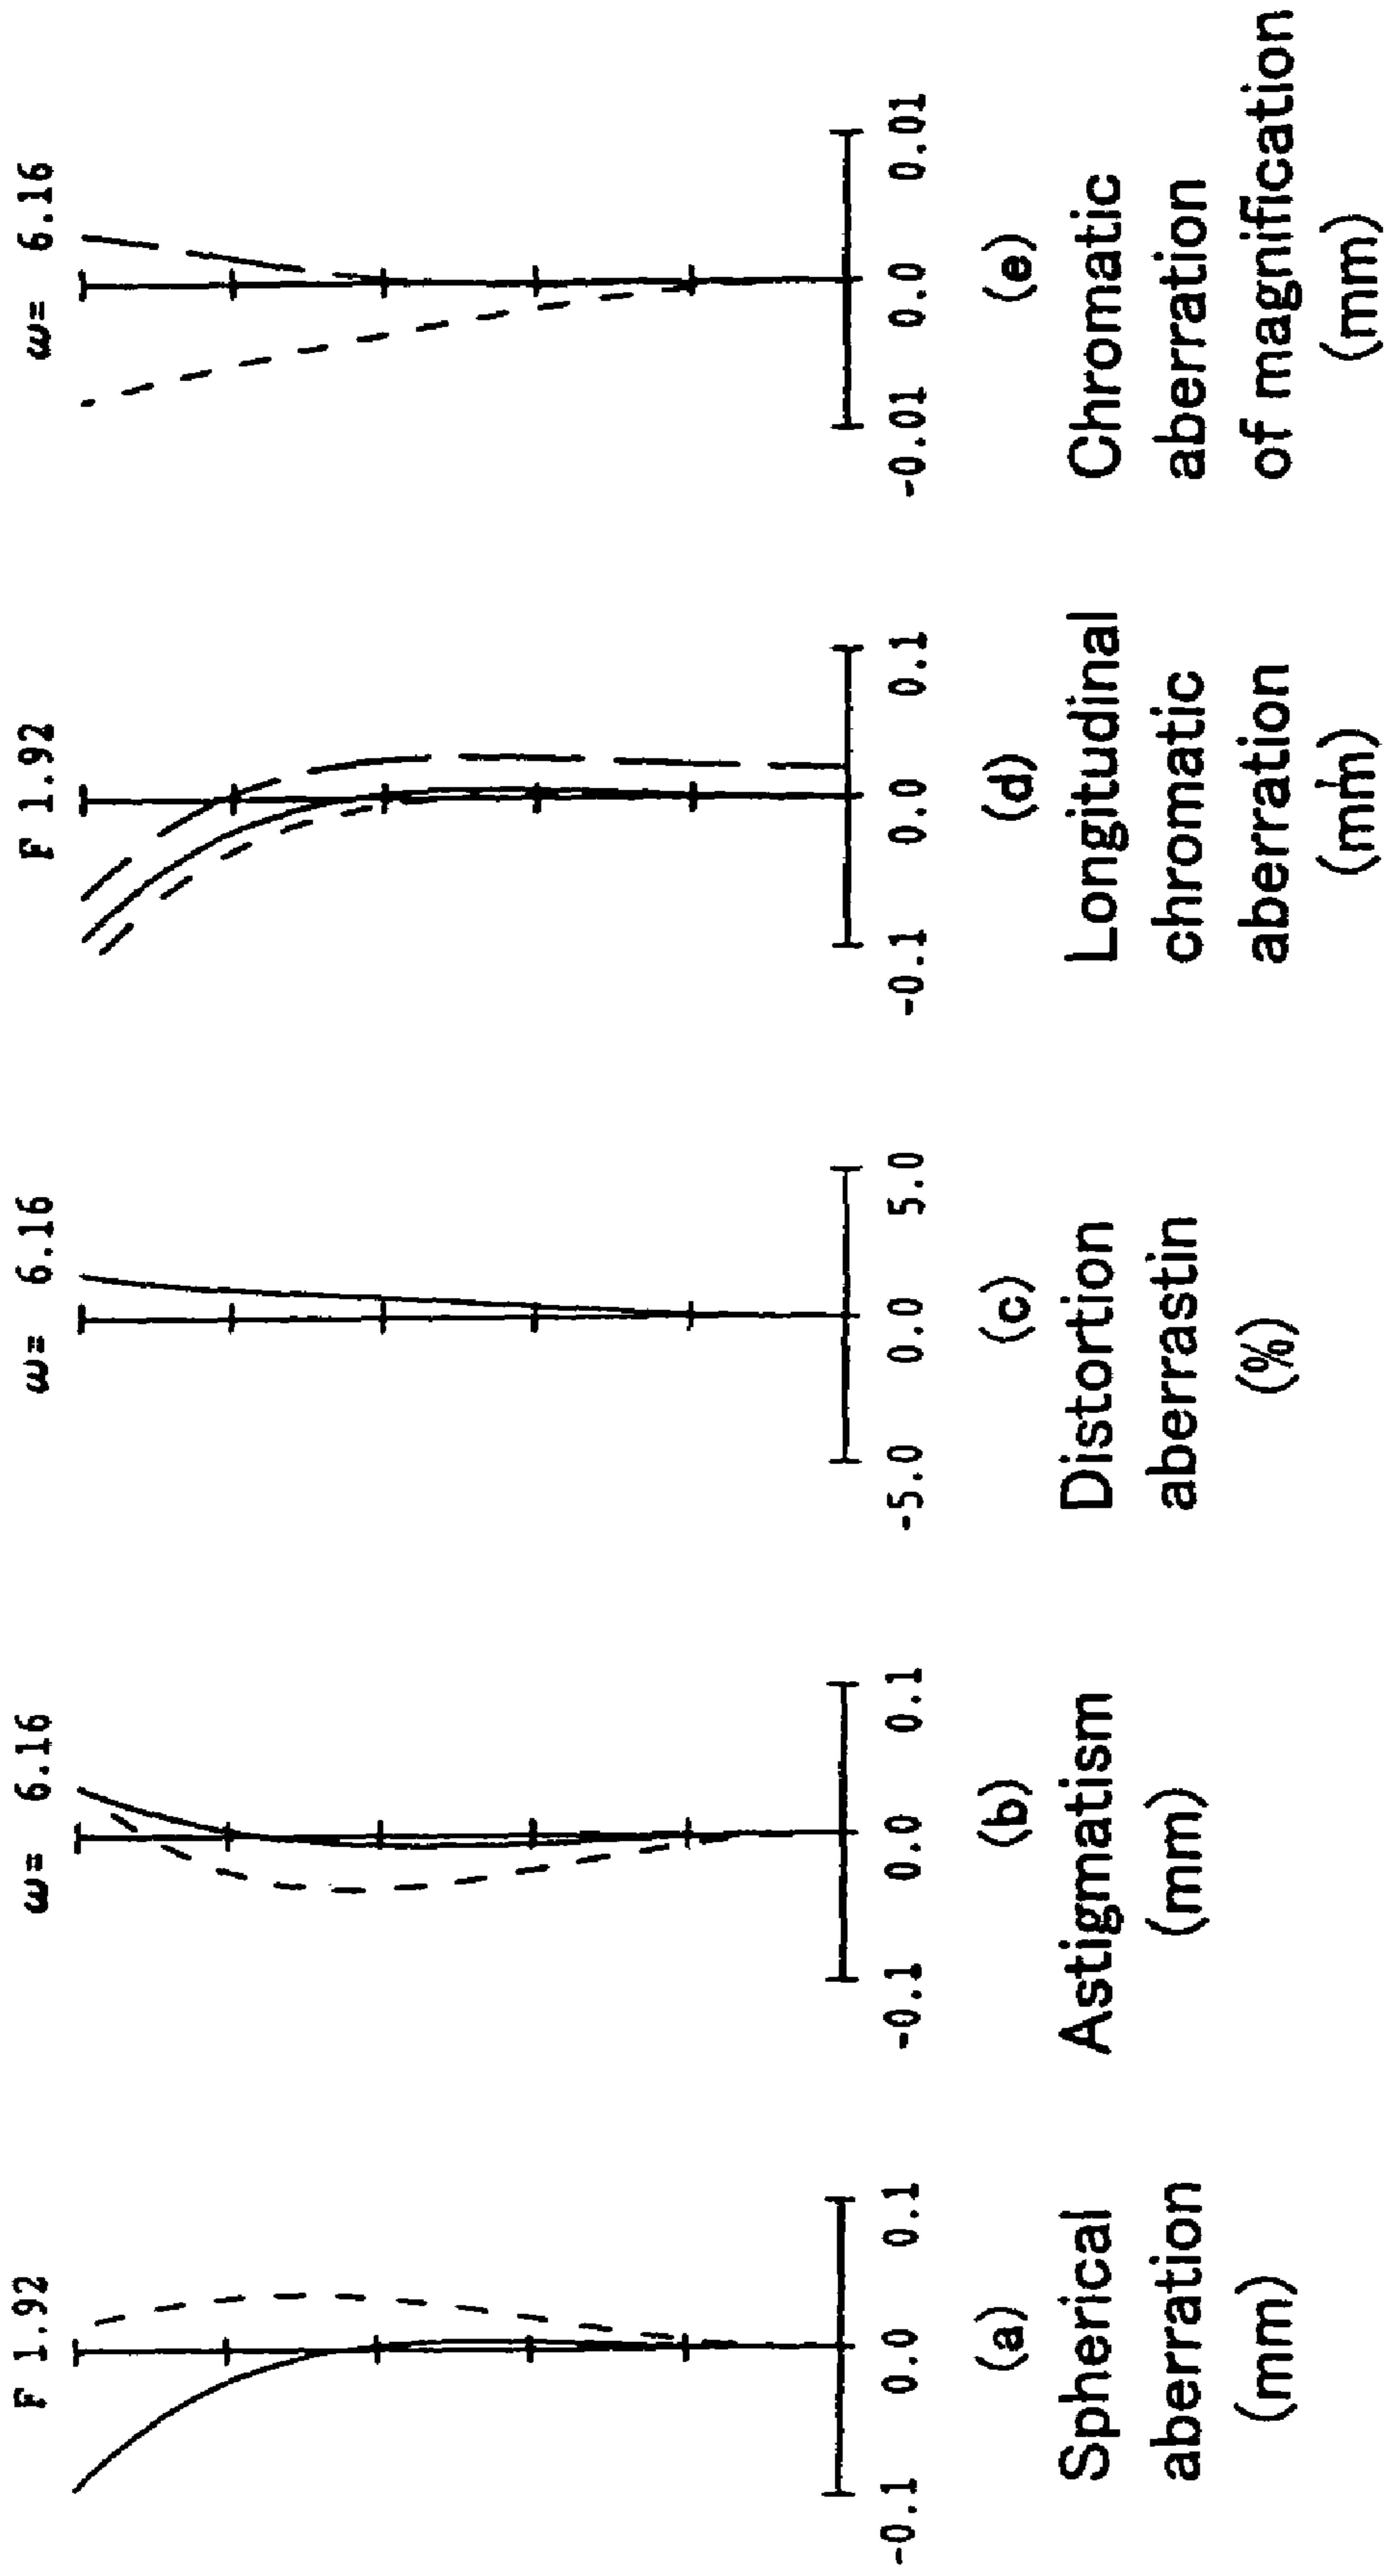 F 1.92
-0.1 0.0 0.1
(a)
Spherical
aberration
(mm)
ω= 6.16
-0.1 0.0 0.1
(b)
Astigmatism
(mm)
ω= 6.16
-5.0 0.0 5.0
(c)
Distortion
aberrastin
(%)
F 1.92
-0.1 0.0 0.1
(d)
Longitudinal
chromatic
aberration
(mm)
ω= 6.16
-0.01 0.0 0.01
(e)
Chromatic
aberration
of magnification
(mm)